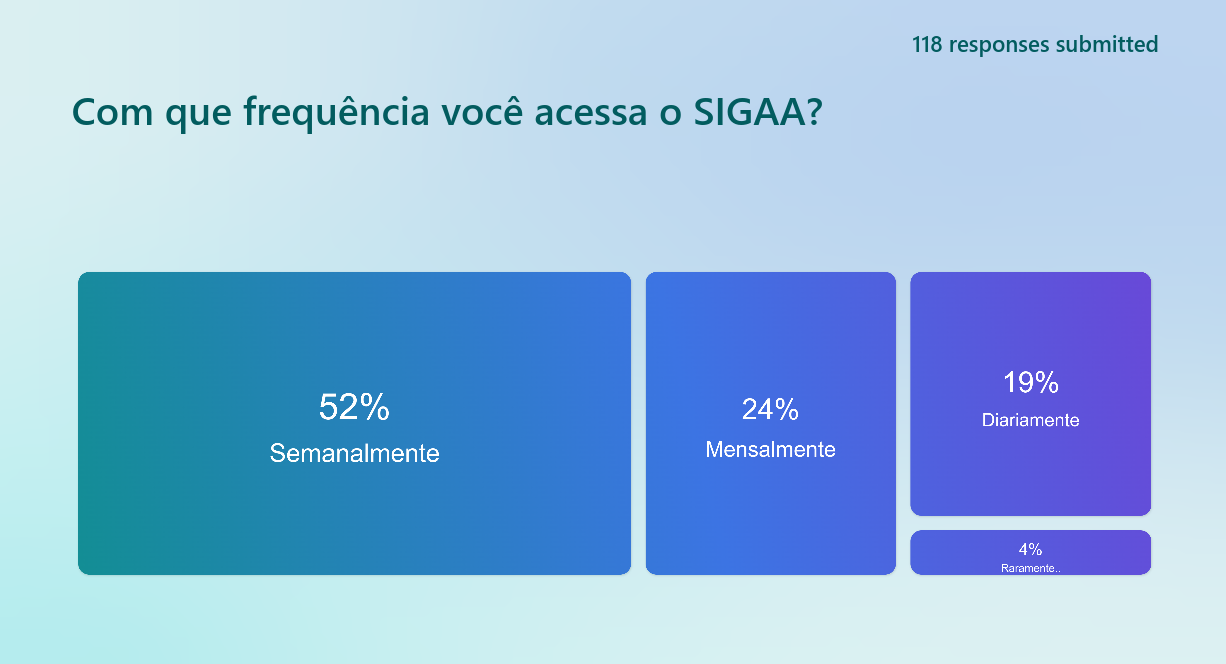 118 responses submitted
Com que frequência você acessa o SIGAA?
52%
Semanalmente
24%
Mensalmente
19%
Diariamente
4%
Raramente..